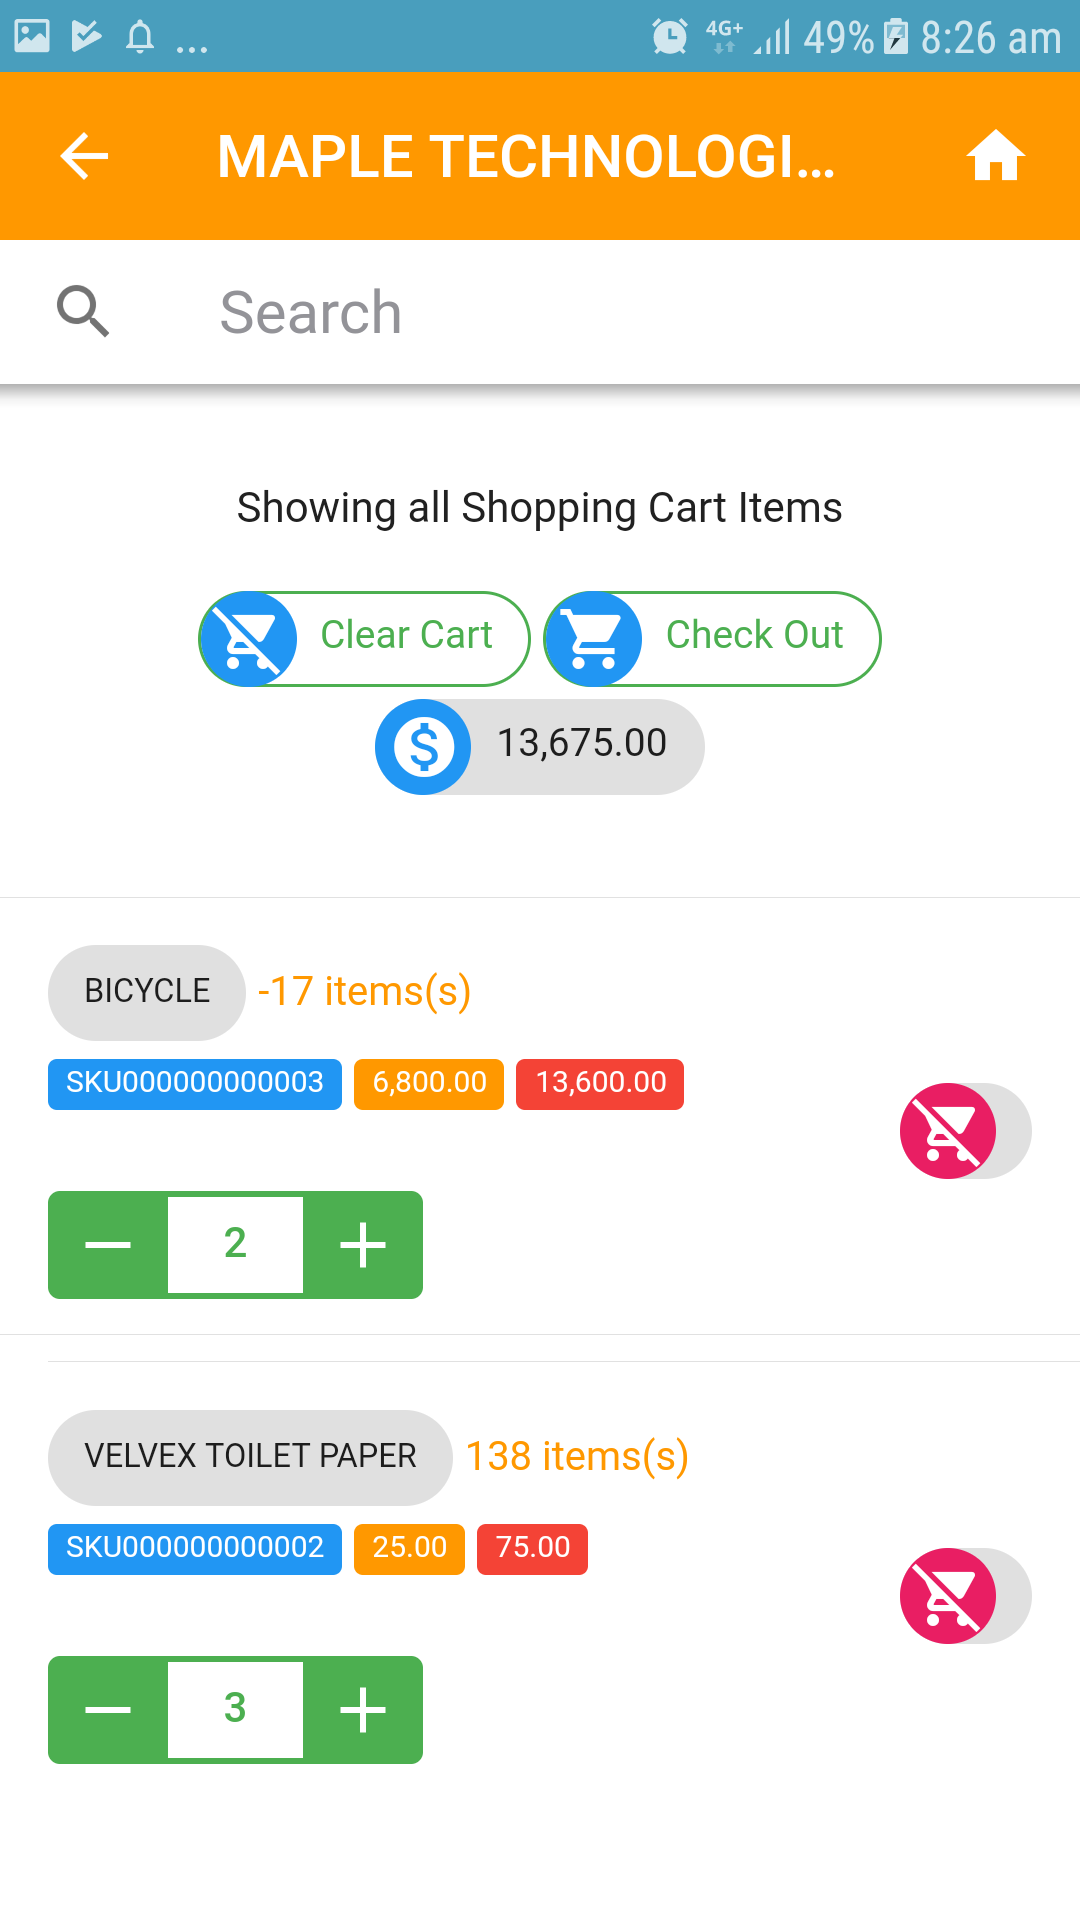 ... 4G+ 49% 8:26 am
MAPLE TECHNOLOGI...
Search
Showing all Shopping Cart Items
Clear Cart Check Out
$ 13,675.00
BICYCLE -17 items(s)
SKU000000000003 6,800.00 13,600.00
− 2 +
VELVEX TOILET PAPER 138 items(s)
SKU000000000002 25.00 75.00
− 3 +